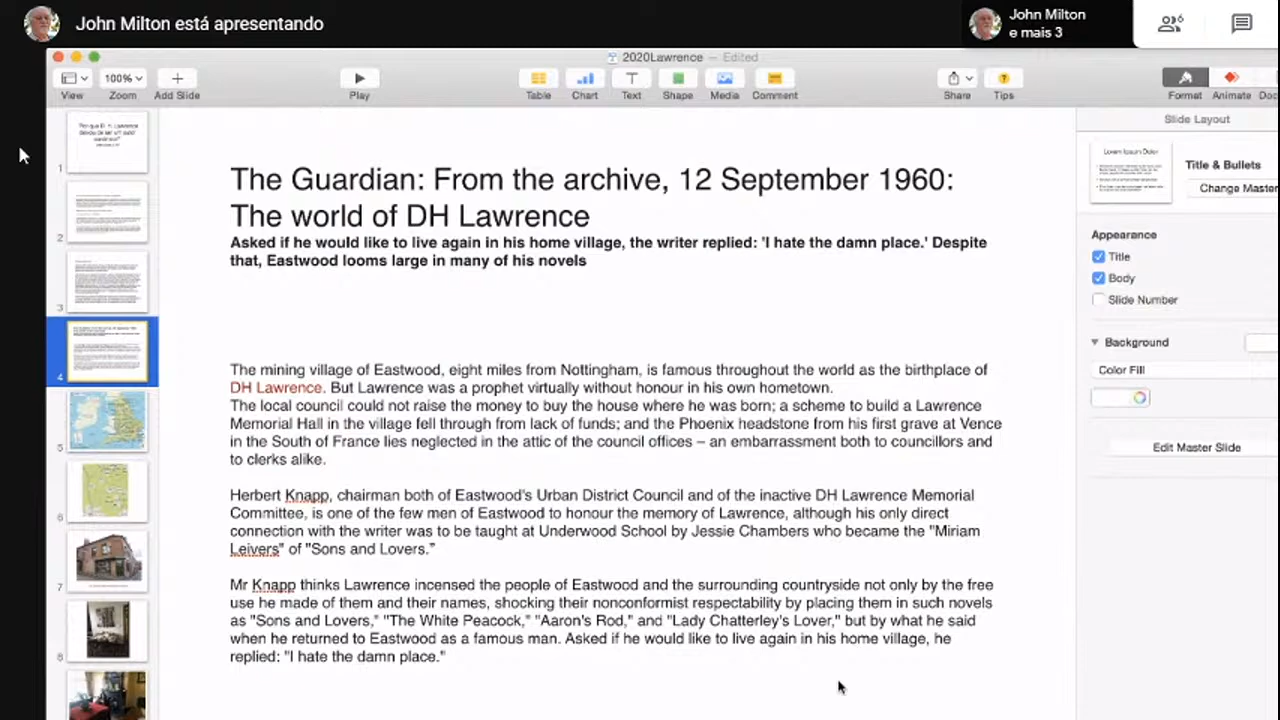 John Milton está apresentando
John Milton
e mais 3
6
2020Lawrence — Edited
100%
View
Zoom
Add Slide
Play
Table
Chart
Text
Shape
Media
Comment
Share
Tips
Format
Animate
Doc
Slide Layout
Lorem Ipsum Dolor
Title & Bullets
Change Master
Appearance
Title
Body
Slide Number
Background
Color Fill
Edit Master Slide
1
2
3
4
5
6
7
8
The Guardian: From the archive, 12 September 1960:
The world of DH Lawrence
Asked if he would like to live again in his home village, the writer replied: 'I hate the damn place.' Despite
that, Eastwood looms large in many of his novels
The mining village of Eastwood, eight miles from Nottingham, is famous throughout the world as the birthplace of
DH Lawrence. But Lawrence was a prophet virtually without honour in his own hometown.
The local council could not raise the money to buy the house where he was born; a scheme to build a Lawrence
Memorial Hall in the village fell through from lack of funds; and the Phoenix headstone from his first grave at Vence
in the South of France lies neglected in the attic of the council offices – an embarrassment both to councillors and
to clerks alike.
Herbert Knapp, chairman both of Eastwood's Urban District Council and of the inactive DH Lawrence Memorial
Committee, is one of the few men of Eastwood to honour the memory of Lawrence, although his only direct
connection with the writer was to be taught at Underwood School by Jessie Chambers who became the "Miriam
Leivers" of "Sons and Lovers."
Mr Knapp thinks Lawrence incensed the people of Eastwood and the surrounding countryside not only by the free
use he made of them and their names, shocking their nonconformist respectability by placing them in such novels
as "Sons and Lovers," "The White Peacock," "Aaron's Rod," and "Lady Chatterley's Lover," but by what he said
when he returned to Eastwood as a famous man. Asked if he would like to live again in his home village, he
replied: "I hate the damn place."